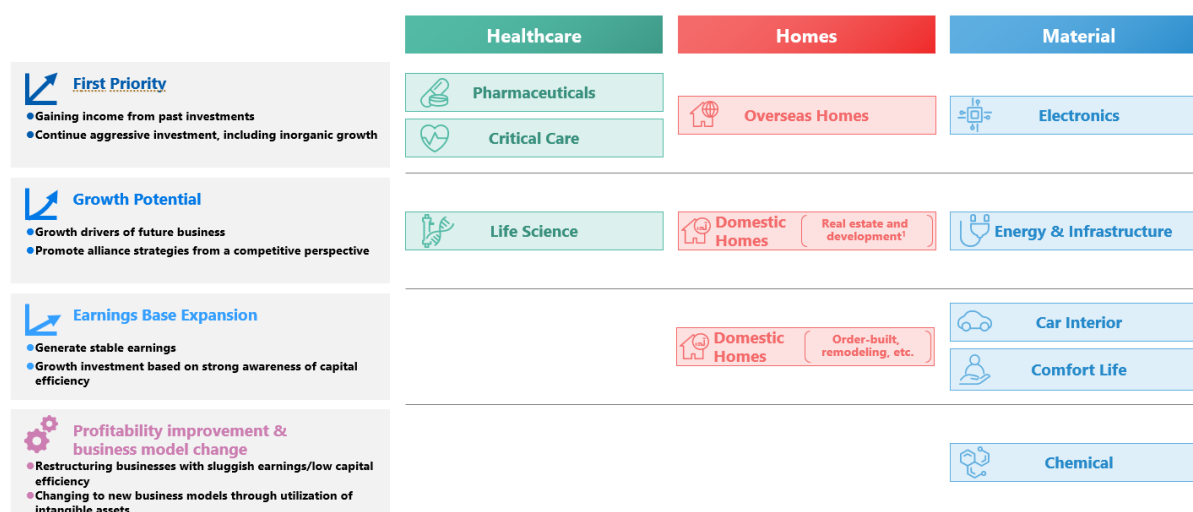 Healthcare
Homes
Material
First Priority
●Gaining income from past investments
●Continue aggressive investment, including inorganic growth
Pharmaceuticals
Critical Care
Overseas Homes
Electronics
Growth Potential
●Growth drivers of future business
●Promote alliance strategies from a competitive perspective
Life Science
Domestic
Homes
Real estate and
development¹
Energy & Infrastructure
Earnings Base Expansion
●Generate stable earnings
●Growth investment based on strong awareness of capital
efficiency
Domestic
Homes
Order-built,
remodeling, etc.
Car Interior
Comfort Life
Profitability improvement &
business model change
●Restructuring businesses with sluggish earnings/low capital
efficiency
●Changing to new business models through utilization of
intangible assets
Chemical